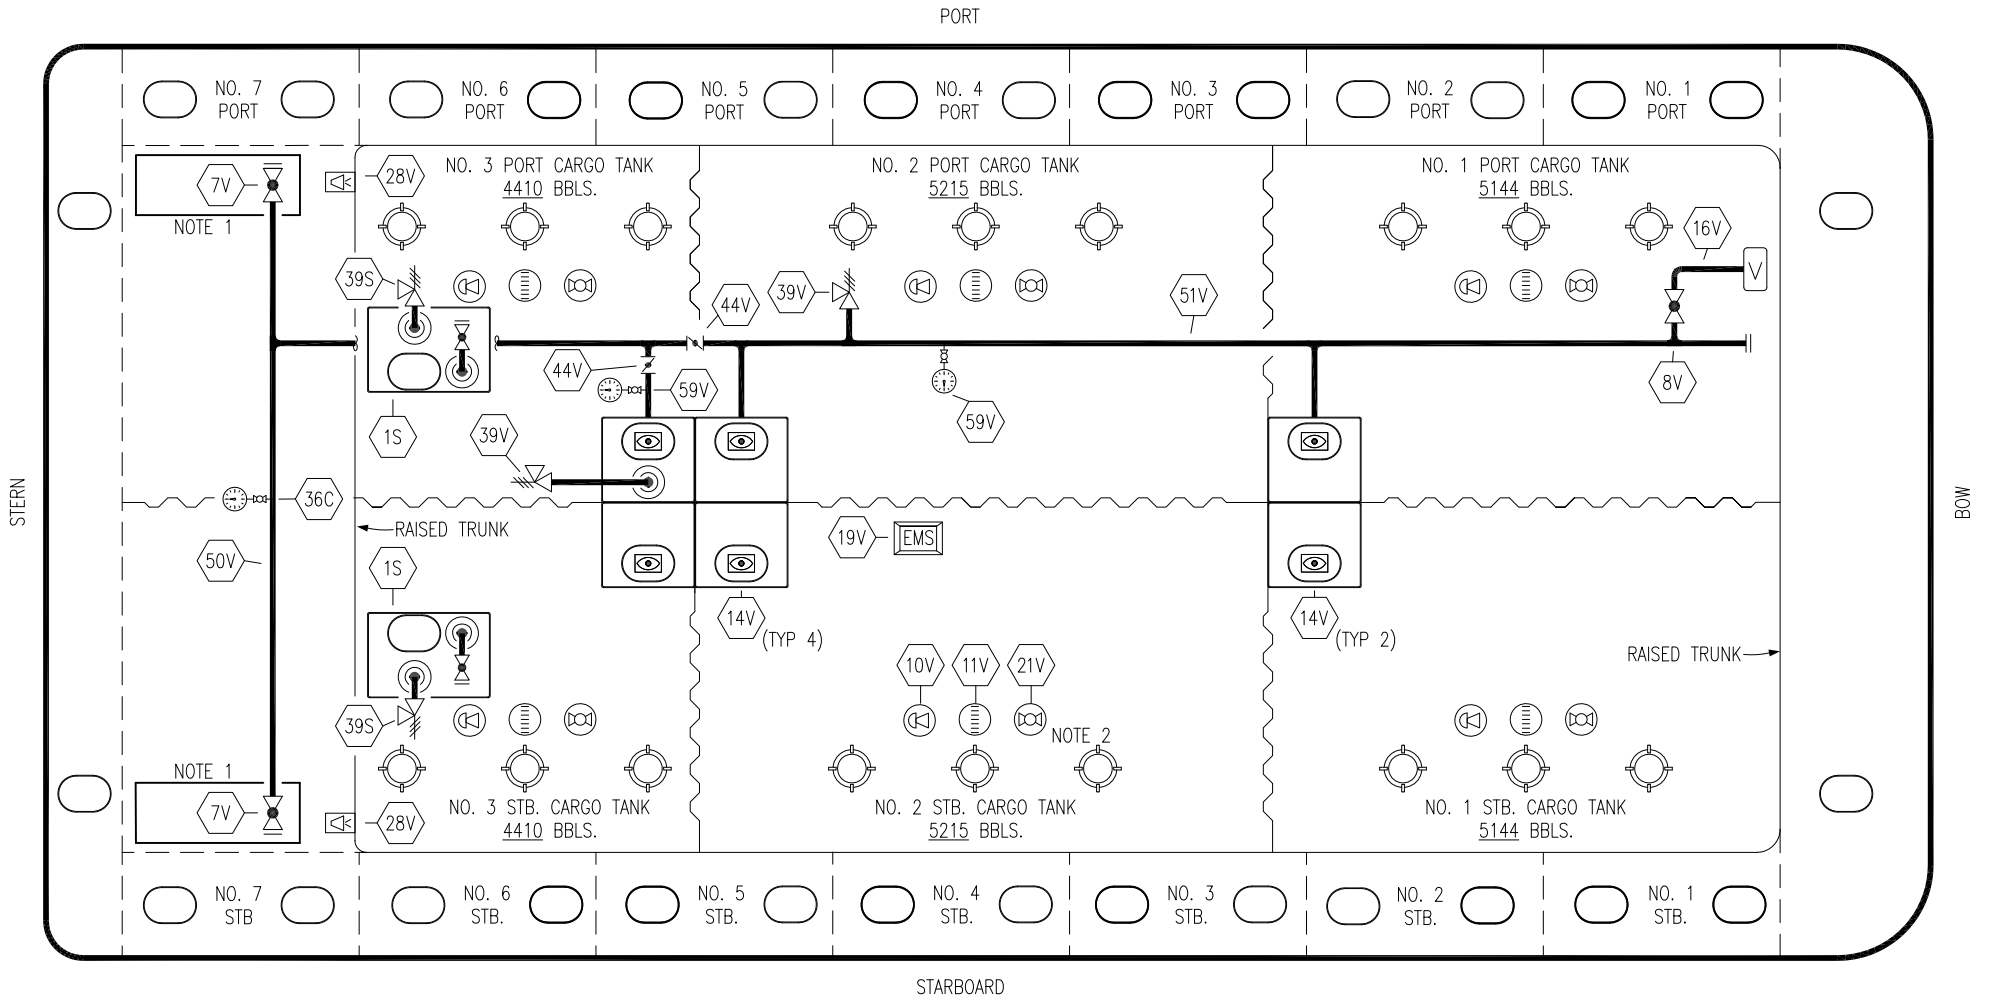 PORT
NO. 7
PORT
NO. 6
PORT
NO. 5
PORT
NO. 4
PORT
NO. 3
PORT
NO. 2
PORT
NO. 1
PORT
7V
NOTE 1
28V
NO. 3 PORT CARGO TANK
4410 BBLS.
NO. 2 PORT CARGO TANK
5215 BBLS.
NO. 1 PORT CARGO TANK
5144 BBLS.
16V
V
39S
44V
39V
51V
44V
59V
59V
8V
1S
39V
STERN
36C
RAISED TRUNK
19V
EMS
BOW
50V
1S
14V
(TYP 4)
14V
(TYP 2)
RAISED TRUNK
10V
11V
21V
39S
NOTE 2
NOTE 1
7V
28V
NO. 3 STB. CARGO TANK
4410 BBLS.
NO. 2 STB. CARGO TANK
5215 BBLS.
NO. 1 STB. CARGO TANK
5144 BBLS.
NO. 7
STB
NO. 6
STB.
NO. 5
STB.
NO. 4
STB.
NO. 3
STB.
NO. 2
STB.
NO. 1
STB.
STARBOARD